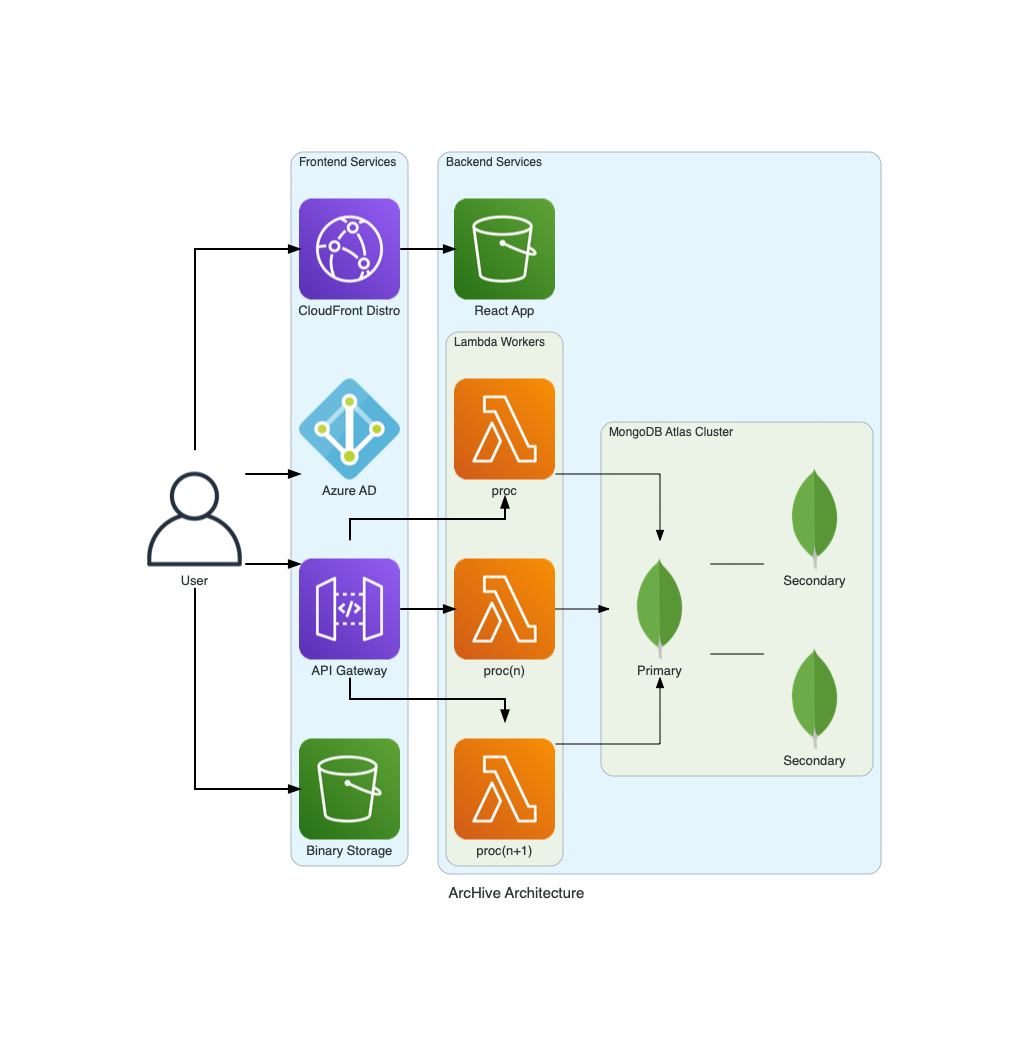 Frontend Services
Backend Services
CloudFront Distro
React App
Lambda Workers
MongoDB Atlas Cluster
Azure AD
proc
User
Secondary
API Gateway
proc(n)
Primary
Secondary
Binary Storage
proc(n+1)
ArcHive Architecture